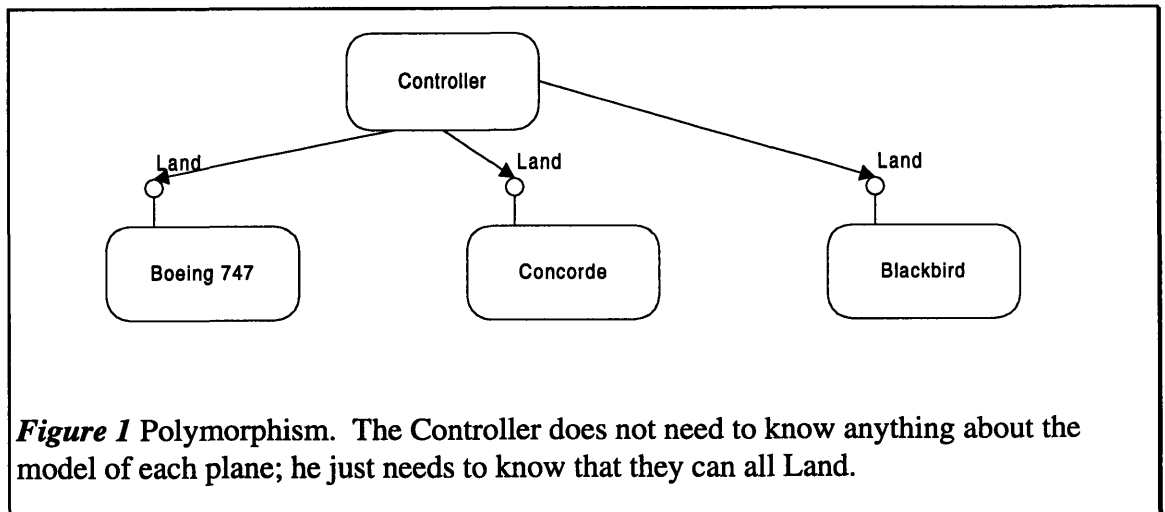 Controller
Land
Land
Land
Boeing 747
Concorde
Blackbird
Figure 1 Polymorphism. The Controller does not need to know anything about the
model of each plane; he just needs to know that they can all Land.